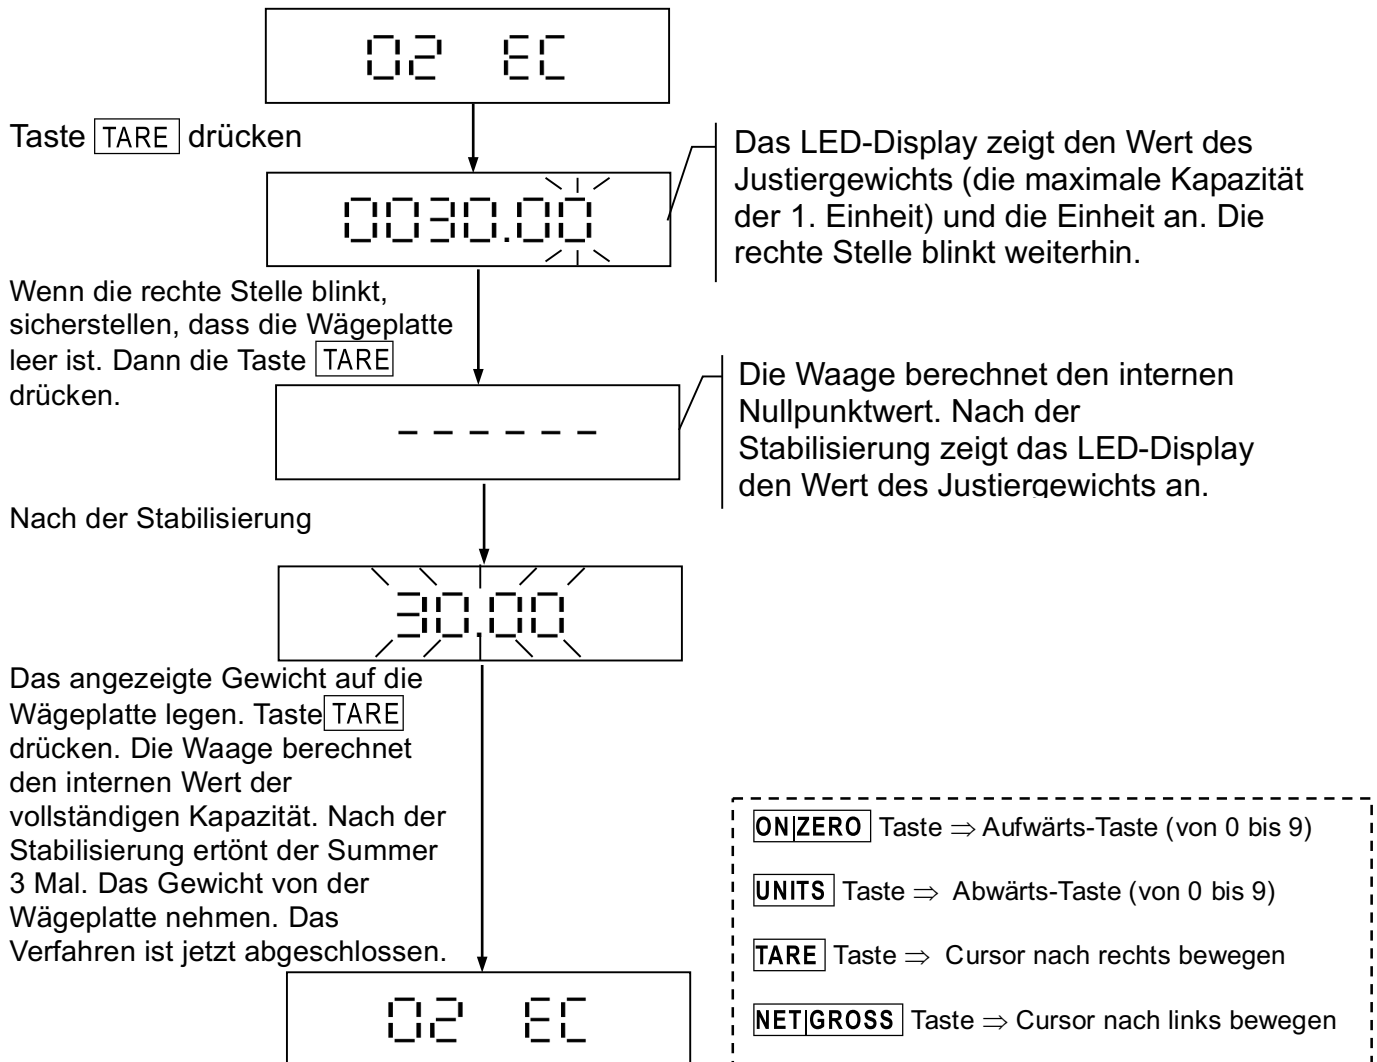 02 EC
Taste TARE drücken
0030.00
Das LED-Display zeigt den Wert des
Justiergewichts (die maximale Kapazität
der 1. Einheit) und die Einheit an. Die
rechte Stelle blinkt weiterhin.
Wenn die rechte Stelle blinkt,
sicherstellen, dass die Wägeplatte
leer ist. Dann die Taste TARE
drücken.
------
Die Waage berechnet den internen
Nullpunktwert. Nach der
Stabilisierung zeigt das LED-Display
den Wert des Justiergewichts an.
Nach der Stabilisierung
30.00
Das angezeigte Gewicht auf die
Wägeplatte legen. Taste TARE
drücken. Die Waage berechnet
den internen Wert der
vollständigen Kapazität. Nach der
Stabilisierung ertönt der Summer
3 Mal. Das Gewicht von der
Wägeplatte nehmen. Das
Verfahren ist jetzt abgeschlossen.
02 EC
ON|ZERO Taste ⇒ Aufwärts-Taste (von 0 bis 9)
UNITS Taste ⇒ Abwärts-Taste (von 0 bis 9)
TARE Taste ⇒ Cursor nach rechts bewegen
NET|GROSS Taste ⇒ Cursor nach links bewegen